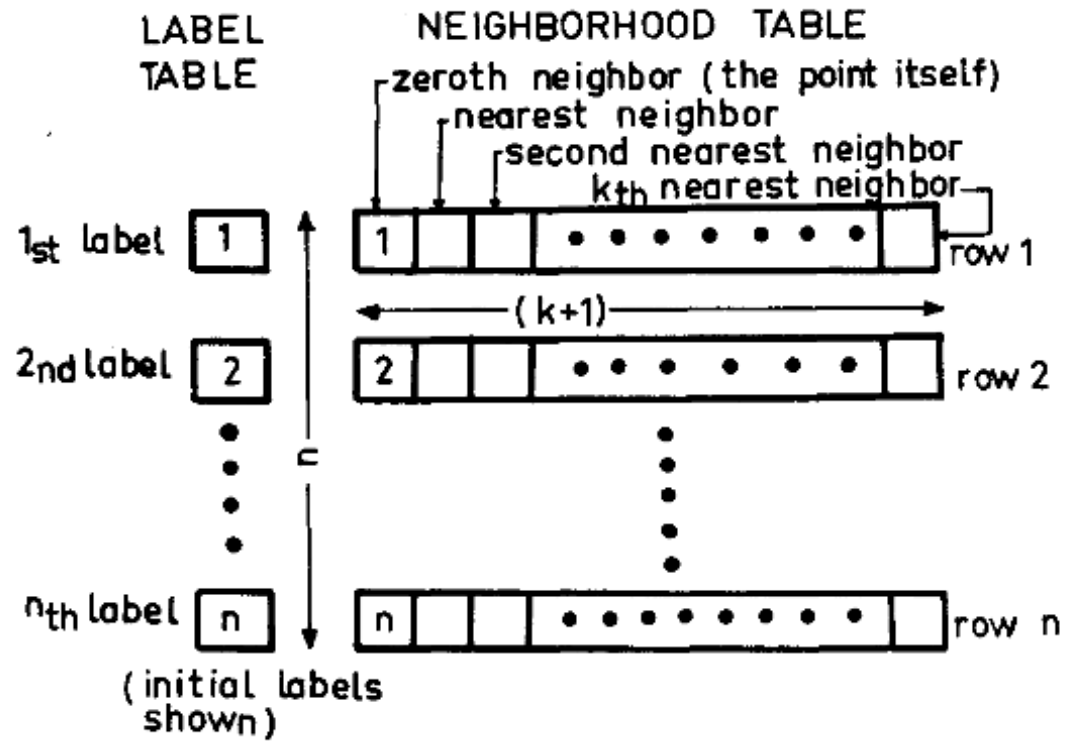 LABEL
TABLE
NEIGHBORHOOD TABLE
zeroth neighbor (the point itself)
nearest neighbor
second nearest neighbor
kth nearest neighbor
1st label
1
1
row 1
(k+1)
2nd label
2
2
row 2
n
nth label
n
n
row n
(initial labels
shown)